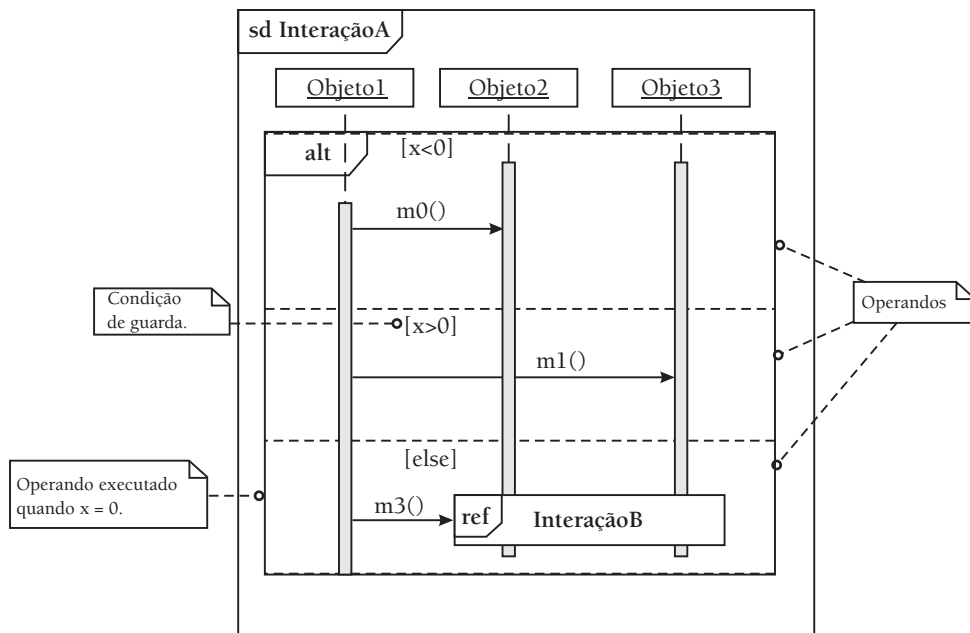 sd InteraçãoA
Objeto1
Objeto2
Objeto3
alt
[x<0]
m0()
Condição
de guarda.
[x>0]
Operandos
m1()
[else]
Operando executado
quando x = 0.
m3()
ref
InteraçãoB